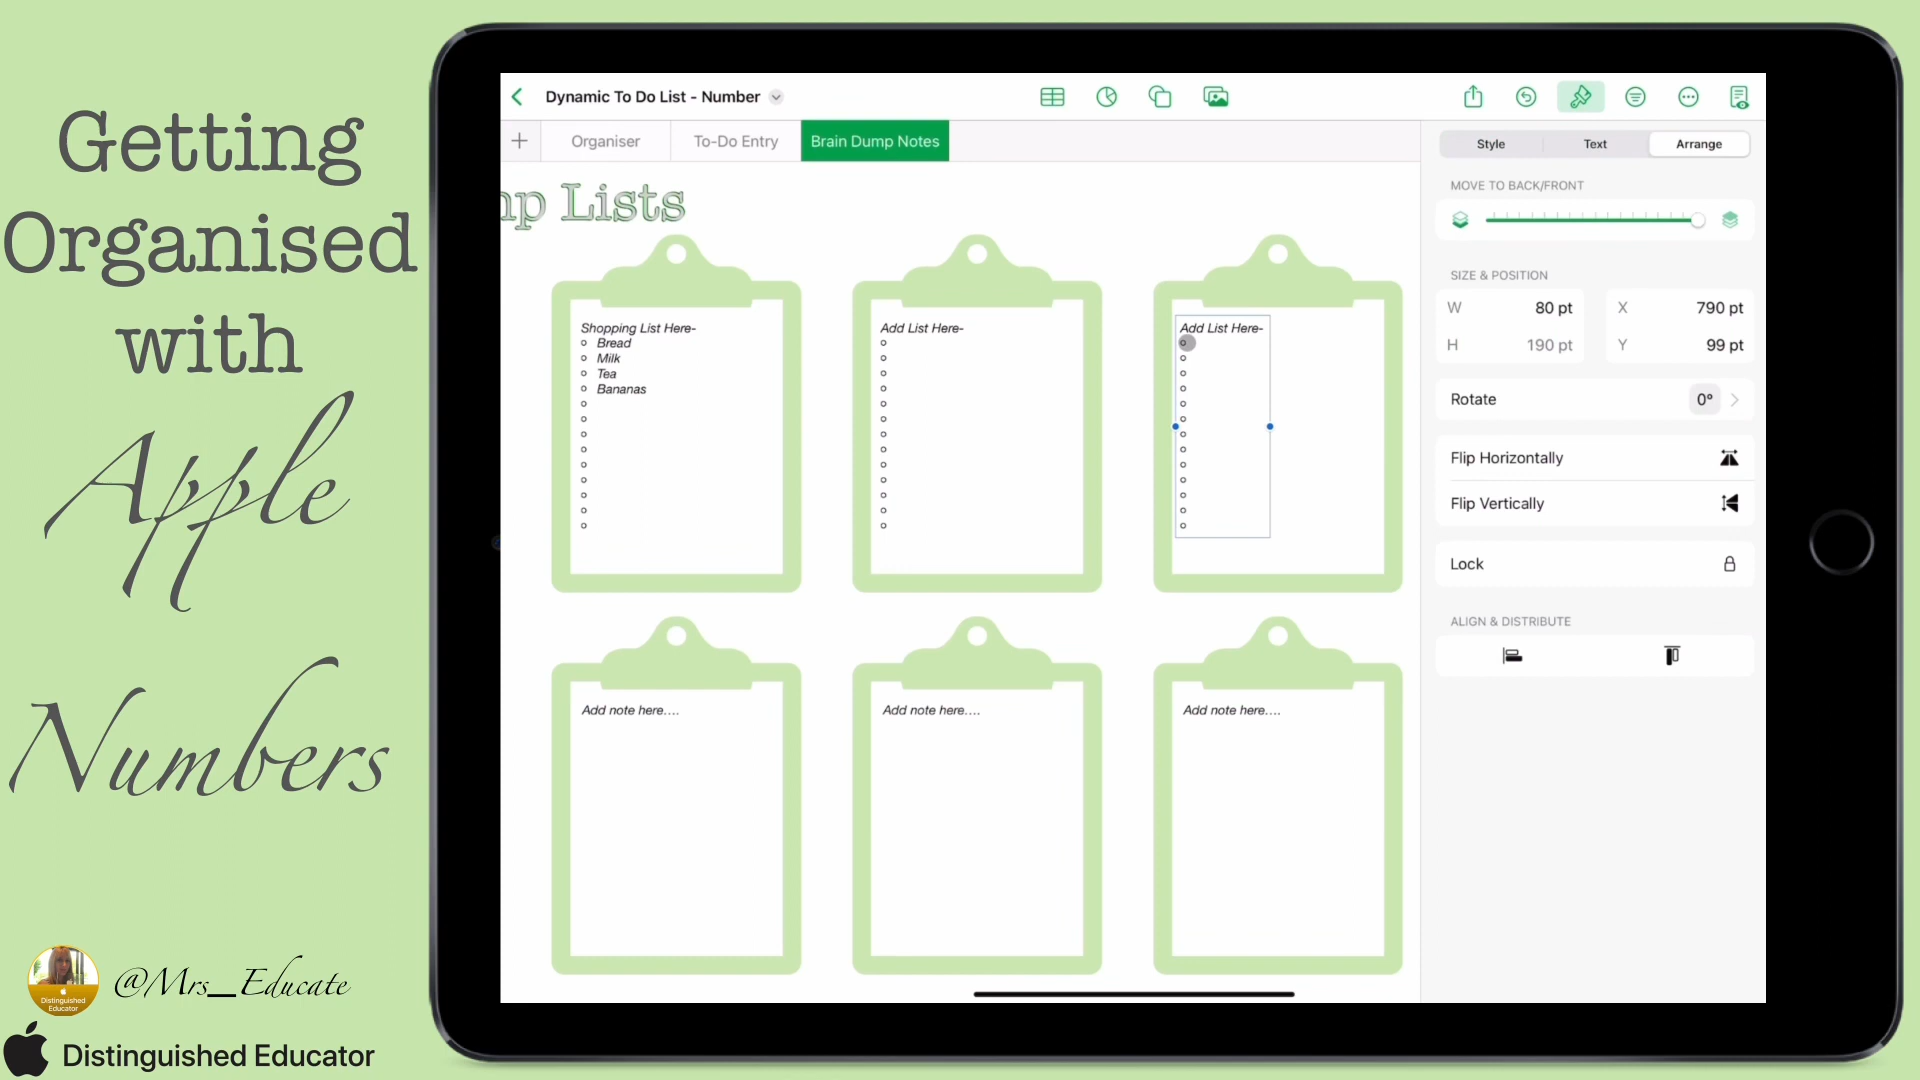 Getting
Organised
with
Apple
Numbers
@Mrs_Educate
Distinguished
Educator
Distinguished Educator
Dynamic To Do List - Number
Organiser
To-Do Entry
Brain Dump Notes
mp Lists
Shopping List Here-
Bread
Milk
Tea
Bananas
Add List Here-
Add List Here-
Add note here....
Add note here....
Add note here....
Style
Text
Arrange
MOVE TO BACK/FRONT
SIZE & POSITION
W 80 pt
X 790 pt
H 190 pt
Y 99 pt
Rotate 0°
Flip Horizontally
Flip Vertically
Lock
ALIGN & DISTRIBUTE